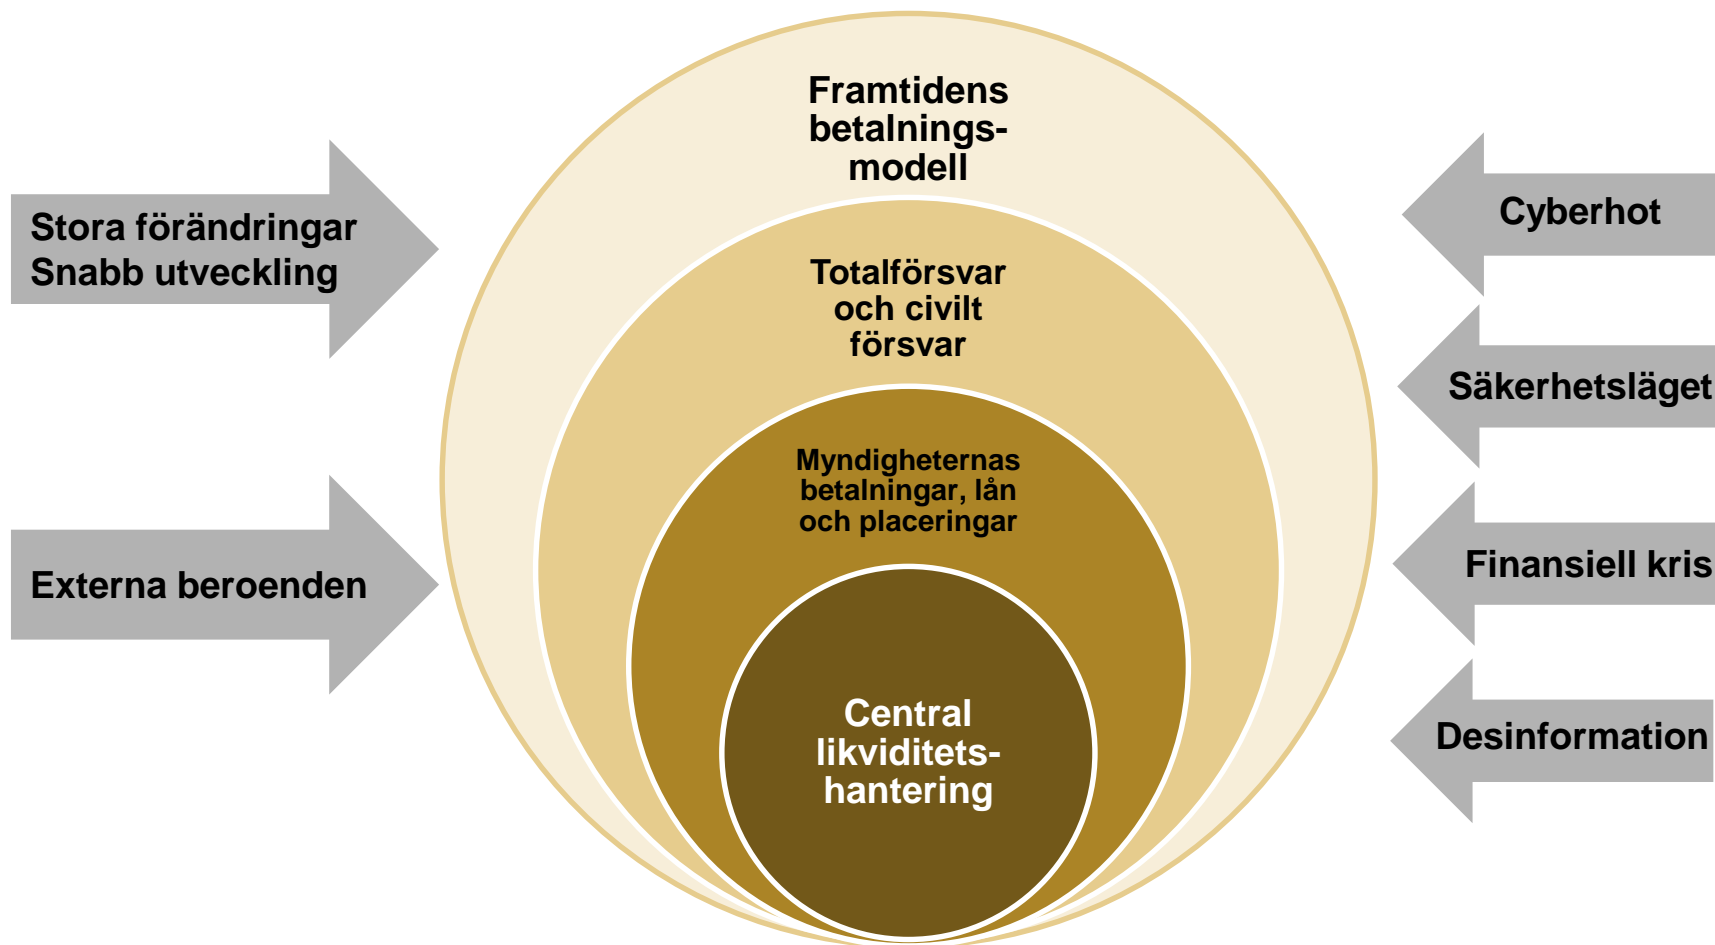 Framtidens
betalnings-
modell
Stora förändringar
Snabb utveckling
Externa beroenden
Totalförsvar
och civilt
försvar
Myndigheternas
betalningar, lån
och placeringar
Central
likviditets-
hantering
Cyberhot
Säkerhetsläget
Finansiell kris
Desinformation